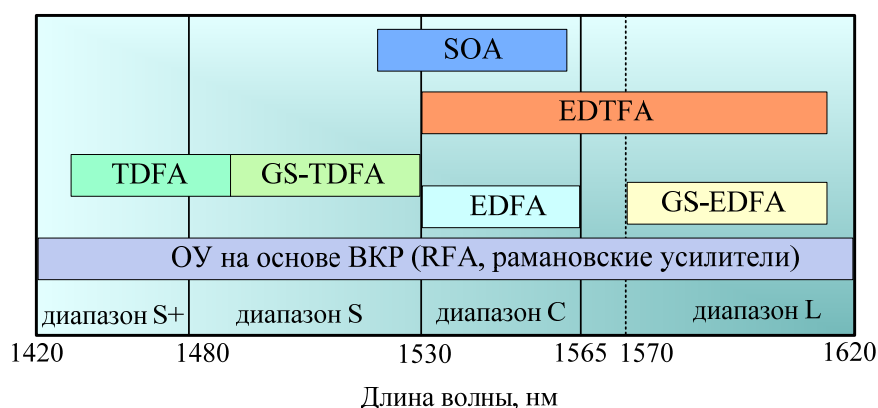 SOA
EDTFA
TDFA
GS-TDFA
EDFA
GS-EDFA
ОУ на основе ВКР (RFA, рамановские усилители)
диапазон S+
диапазон S
диапазон C
диапазон L
1420
1480
1530
1565
1570
1620
Длина волны, нм